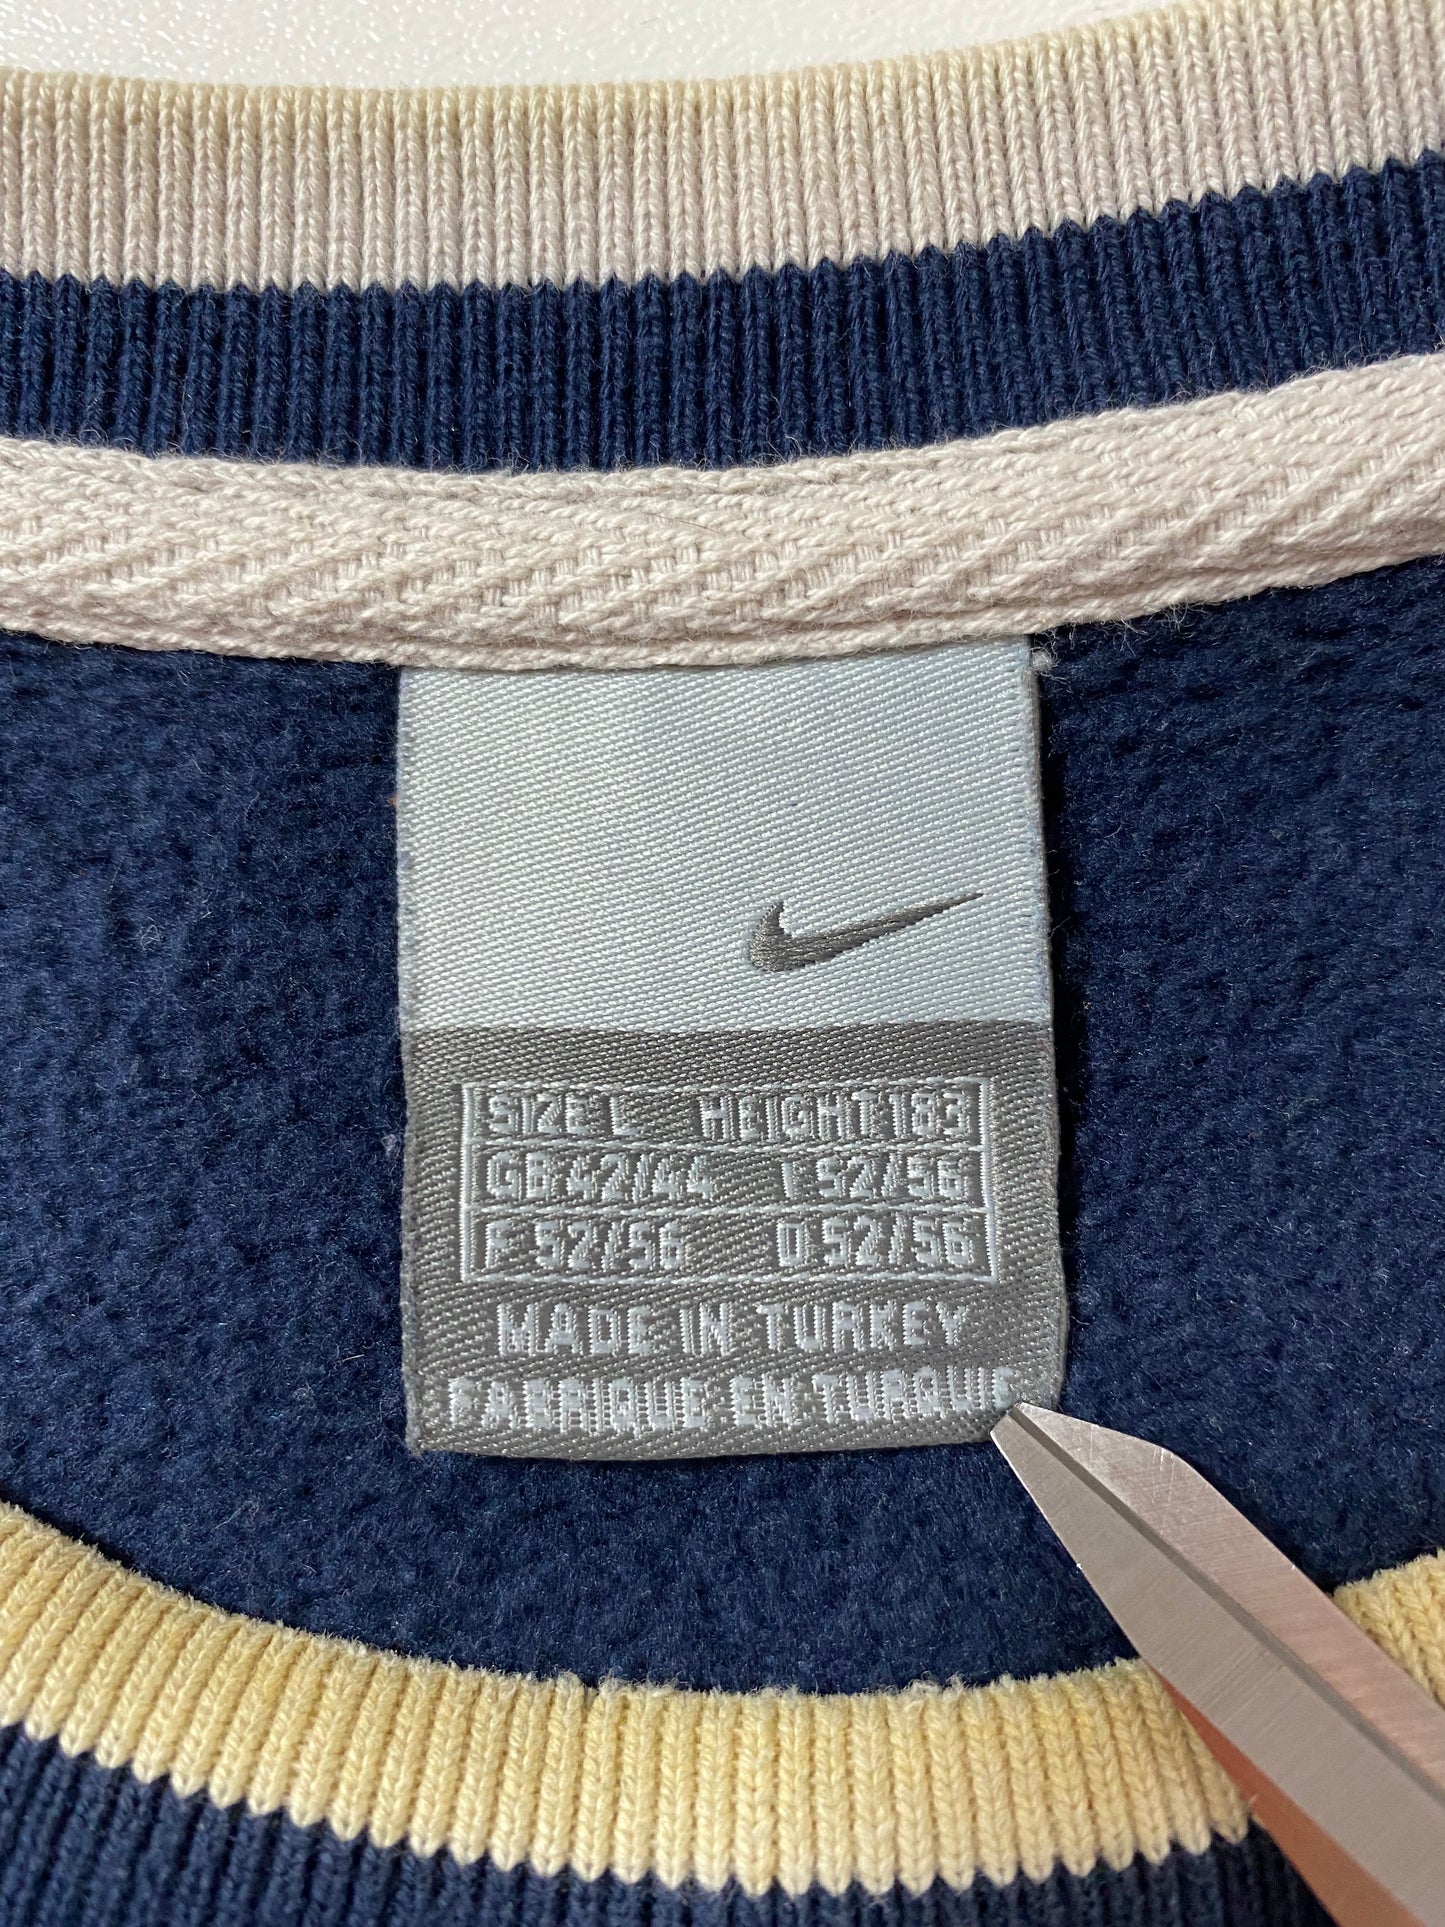 SIZE L HEIGHT 183
GB 42/44 I 52/56
F 52/56 D 52/56
MADE IN TURKEY
FABRIQUE EN TURQUIE